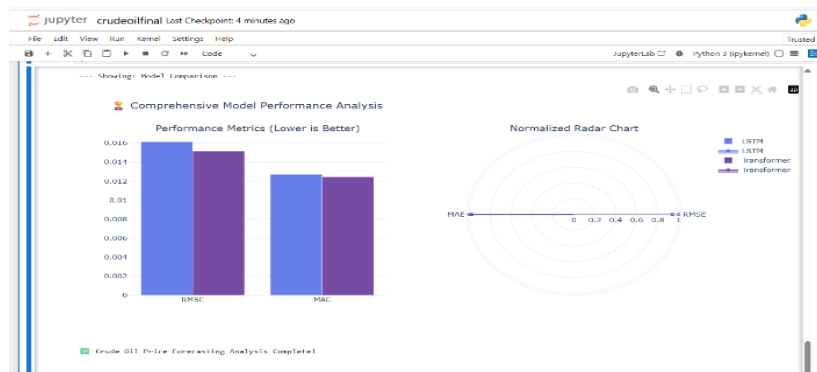 jupyter crudeoilfinal Last Checkpoint: 4 minutes ago
File Edit View Run Kernel Settings Help
Trusted
Code
JupyterLab
Python 3 (ipykernel)
--- Showing: Model Comparison ---
Comprehensive Model Performance Analysis
Performance Metrics (Lower is Better)
0.016
0.014
0.012
0.01
0.008
0.006
0.004
0.002
0
RMSE
MAE
Normalized Radar Chart
MAE
0 0.2 0.4 0.6 0.8 1
RMSE
LSTM
LSTM
Transformer
Transformer
Crude Oil Price Forecasting Analysis Complete!